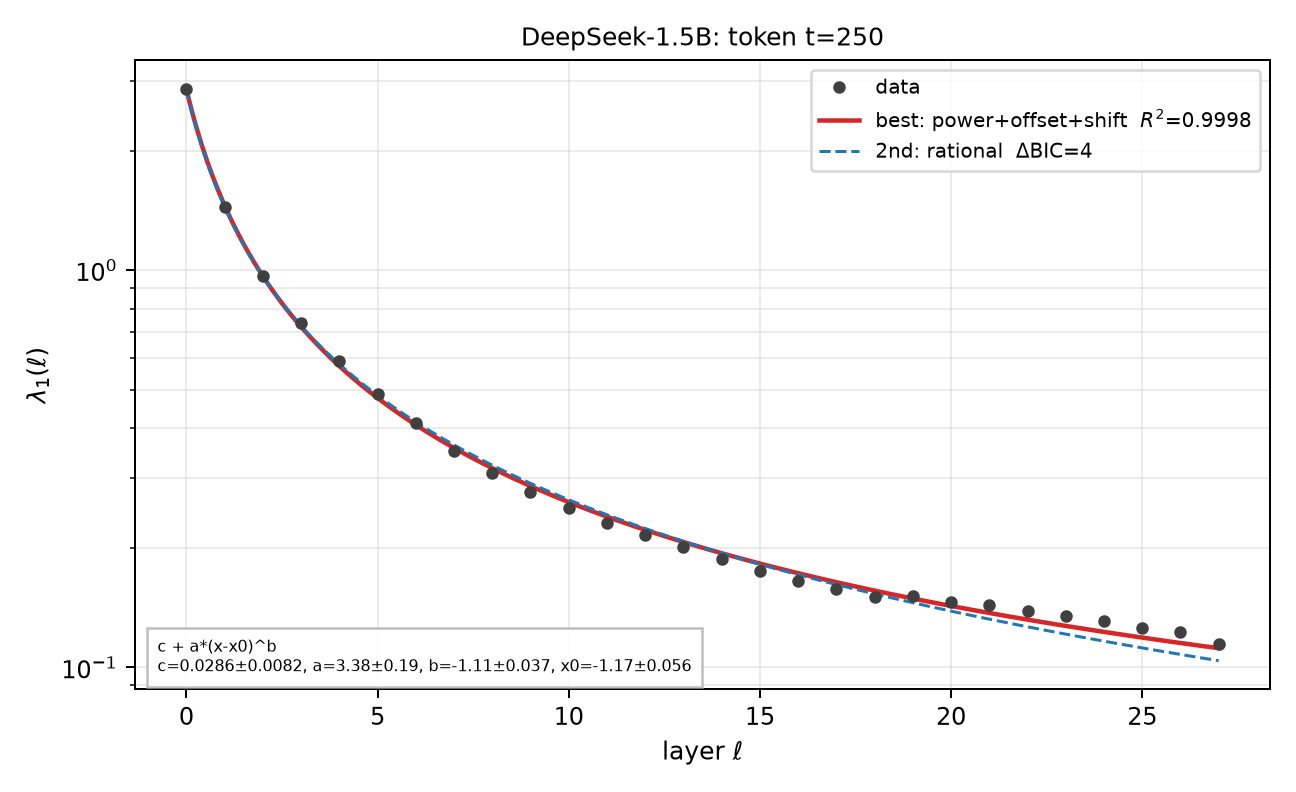 DeepSeek-1.5B: token t=250
data
best: power+offset+shift R²=0.9998
2nd: rational ΔBIC=4
10⁰
10⁻¹
λ₁(ℓ)
c + a*(x-x0)^b
c=0.0286±0.0082, a=3.38±0.19, b=-1.11±0.037, x0=-1.17±0.056
0 5 10 15 20 25
layer ℓ